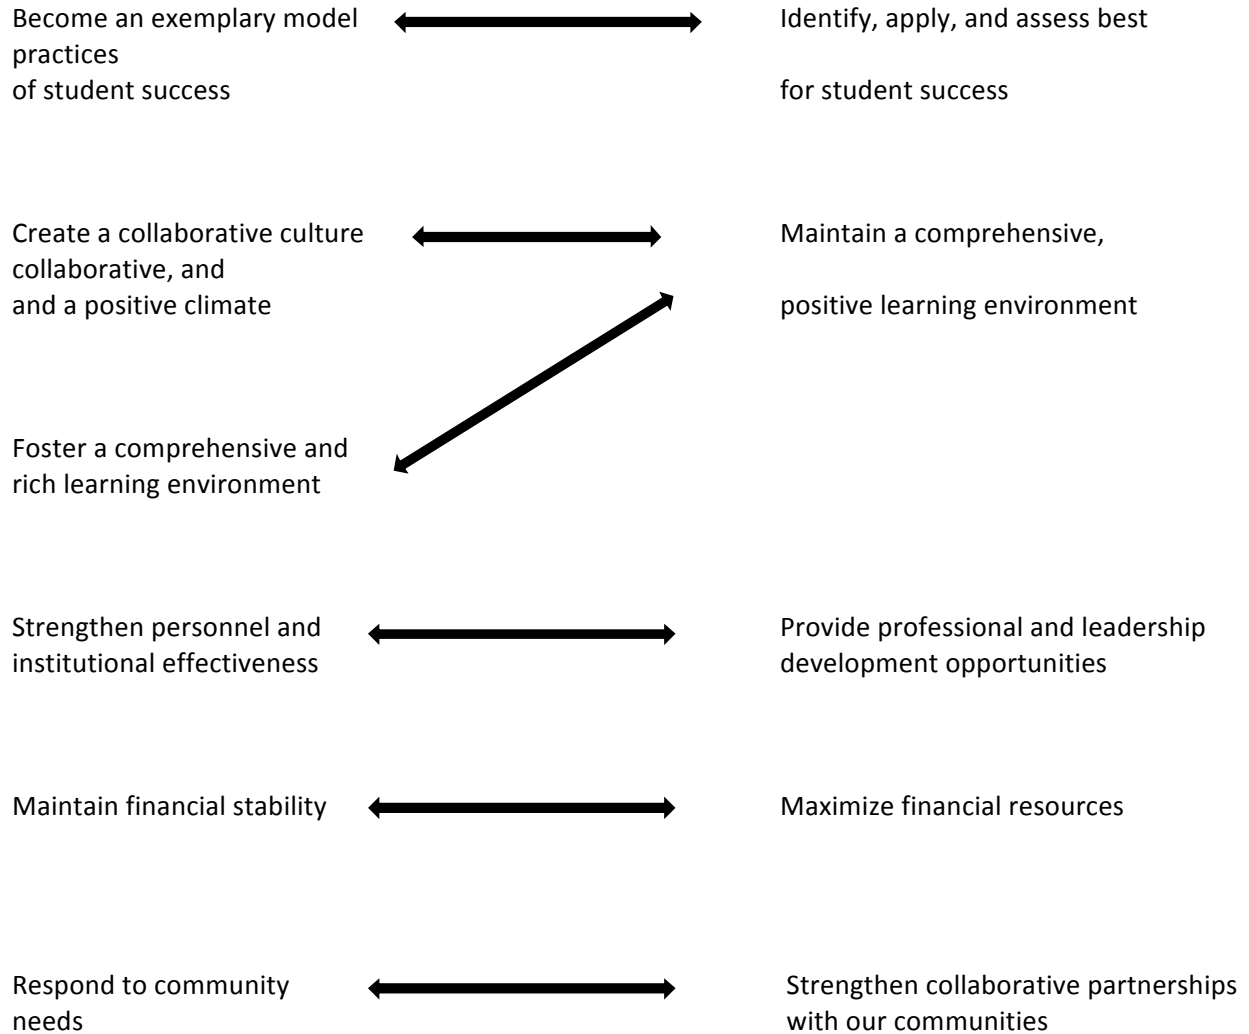 Become an exemplary model Identify, apply, and assess best
practices
of student success for student success
Create a collaborative culture Maintain a comprehensive,
collaborative, and
and a positive climate positive learning environment
Foster a comprehensive and
rich learning environment
Strengthen personnel and Provide professional and leadership
institutional effectiveness development opportunities
Maintain financial stability Maximize financial resources
Respond to community Strengthen collaborative partnerships
needs with our communities